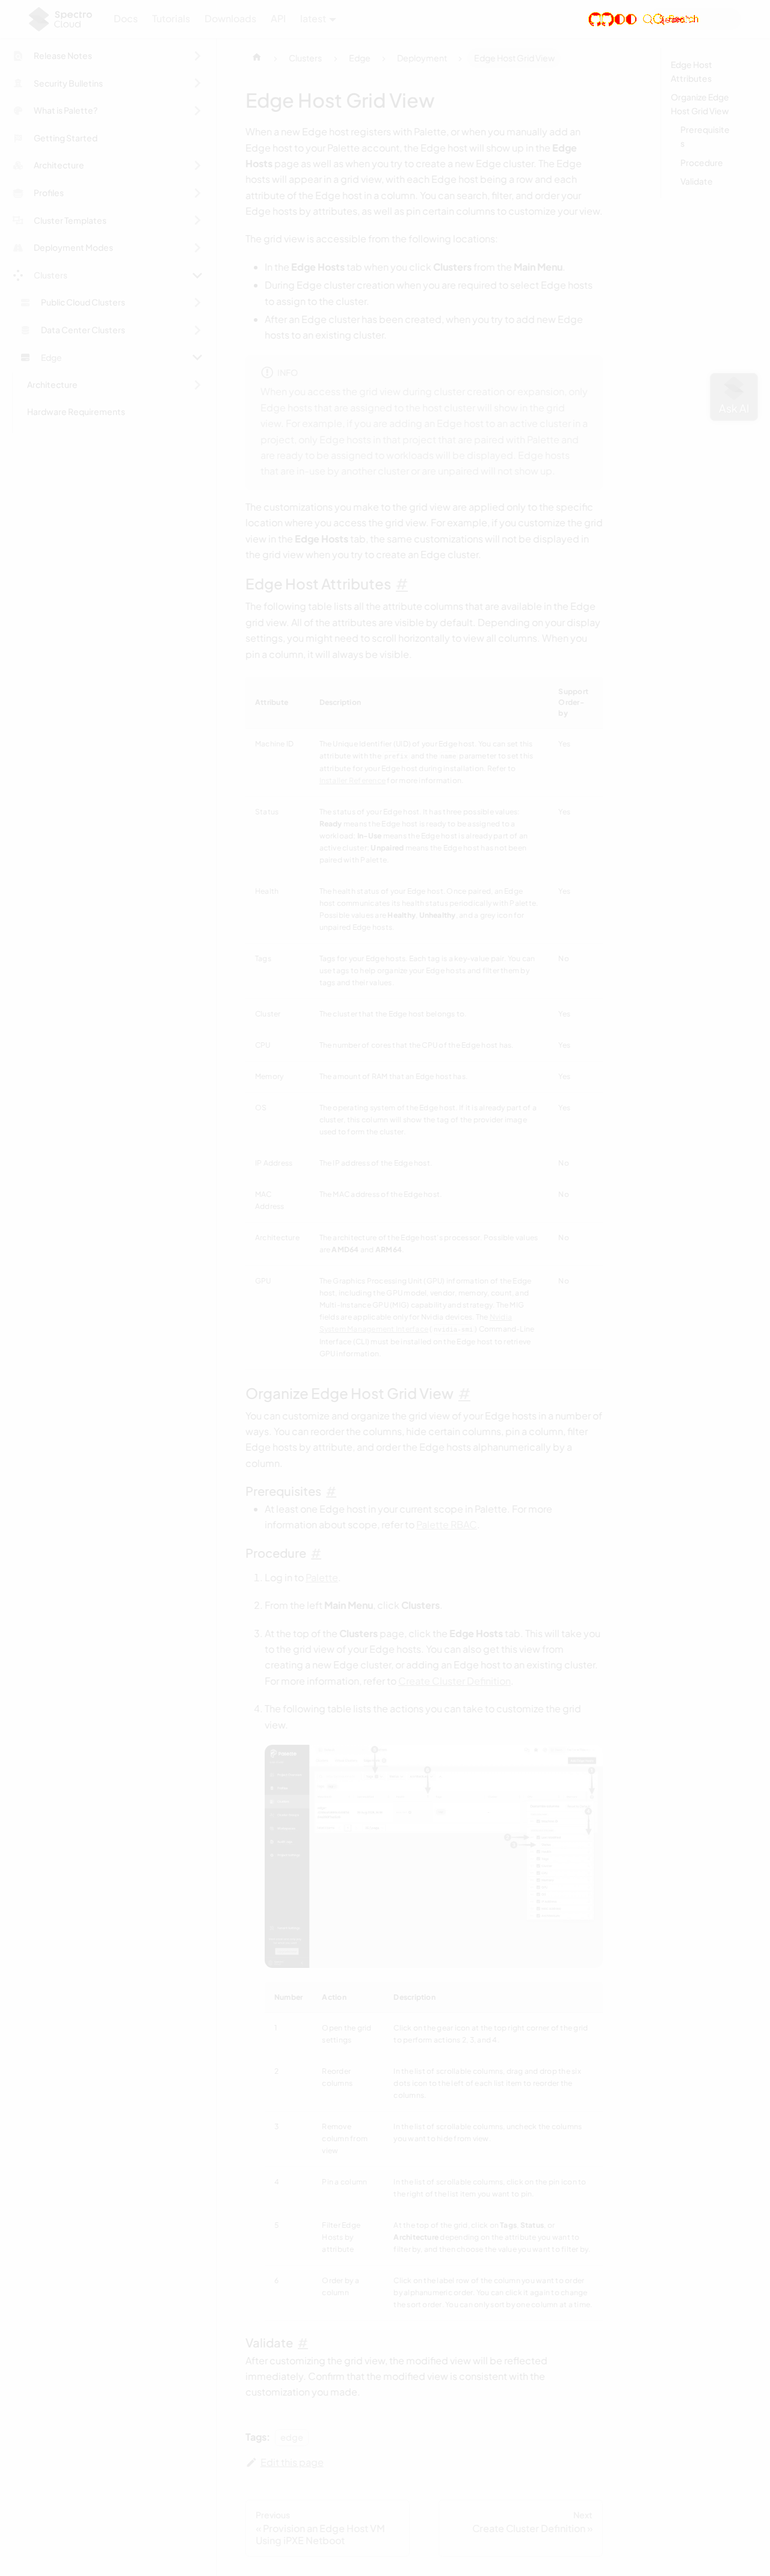 Spectro
Cloud
Docs Tutorials Downloads API latest
Search
Release Notes
Security Bulletins
What is Palette?
Getting Started
Architecture
Profiles
Cluster Templates
Deployment Modes
Clusters
Public Cloud Clusters
Data Center Clusters
Edge
Architecture
Hardware Requirements
Clusters Edge Deployment Edge Host Grid View
Edge Host Grid View
When a new Edge host registers with Palette, or when you manually add an
Edge host to your Palette account, the Edge host will show up in the Edge
Hosts page as well as when you try to create a new Edge cluster. The Edge
hosts will appear in a grid view, with each Edge host being a row and each
attribute of the Edge host in a column. You can search, filter, and order your
Edge hosts by attributes, as well as pin certain columns to customize your view.
The grid view is accessible from the following locations:
In the Edge Hosts tab when you click Clusters from the Main Menu.
During Edge cluster creation when you are required to select Edge hosts
to assign to the cluster.
After an Edge cluster has been created, when you try to add new Edge
hosts to an existing cluster.
INFO
When you access the grid view during cluster creation or expansion, only
Edge hosts that are assigned to the host cluster will show in the grid
view. For example, if you are adding an Edge host to an active cluster in a
project, only Edge hosts in that project that are paired with Palette and
are ready to be assigned to workloads will be displayed. Edge hosts
that are in use by another cluster or are unpaired will not show up.
The customizations you make to the grid view are applied only to the specific
location where you access the grid view. For example, if you customize the grid
view in the Edge Hosts tab, the same customizations will not be displayed in
the grid view when you try to create an Edge cluster.
Edge Host Attributes #
The following table lists all the attribute columns that are available in the Edge
grid view. All of the attributes are visible by default. Depending on your display
settings, you might need to scroll horizontally to view all columns. When you
pin a column, it will always be visible.
Attribute Description Support Order-by
Machine ID The unique identifier (UID) of your Edge host. You can set this Yes
attribute with the prefix, and the name parameter to set this
attribute for your Edge host during installation. Refer to
Installer Reference for more information.
Status The status of your Edge host. It has three possible values: Yes
Ready means the Edge host is ready to be assigned to a
workload. In-Use means the Edge host is already part of an
active cluster. Unpaired means the Edge host has not been
paired with Palette.
Health The health status of your Edge host. Once paired, an Edge Yes
host communicates its health status periodically with Palette.
Possible values are Healthy, Unhealthy, and a grey icon for
unpaired Edge hosts.
Tags Tags for your Edge hosts. Each tag is a key-value pair. You can No
use tags to help organize your Edge hosts and filter them by
tags and their values.
Cluster The cluster that the Edge host belongs to. Yes
CPU The number of cores that the CPU of the Edge host has. Yes
Memory The amount of RAM that an Edge host has. Yes
OS The operating system of the Edge host. If it is already part of a Yes
cluster, this column will show the tag of the provider image
used to form the cluster.
IP Address The IP address of the Edge host. No
MAC Address The MAC address of the Edge host. No
Architecture The architecture of the Edge host's processor. Possible values No
are AMD64 and ARM64.
GPU The Graphics Processing Unit (GPU) information of the Edge No
host, including the GPU model, vendor, memory, count, and
Multi-Instance GPU (MIG) capability and strategy. The MIG
fields are applicable only for Nvidia devices. The Nvidia
System Management Interface (nvidia-smi) Command-Line
Interface (CLI) must be installed on the Edge host to retrieve
GPU information.
Organize Edge Host Grid View #
You can customize and organize the grid view of your Edge hosts in a number of
ways. You can reorder the columns, hide certain columns, pin a column, filter
Edge hosts by attribute, and order the Edge hosts alphanumerically by a
column.
Prerequisites #
At least one Edge host in your current scope in Palette. For more
information about scope, refer to Palette RBAC.
Procedure #
1. Log in to Palette.
2. From the left Main Menu, click Clusters.
3. At the top of the Clusters page, click the Edge Hosts tab. This will take you
to the grid view of your Edge hosts. You can also get this view from
creating a new Edge cluster, or adding an Edge host to an existing cluster.
For more information, refer to Create Cluster Definition.
4. The following table lists the actions you can take to customize the grid
view.
Number Action Description
1 Open the grid settings Click on the gear icon at the top right corner of the grid
to perform actions 2, 3, and 4.
2 Reorder columns In the list of scrollable columns, drag and drop the six
dots icon to the left of each list item to reorder the
columns.
3 Remove column from view In the list of scrollable columns, uncheck the columns
you want to hide from view.
4 Pin a column In the list of scrollable columns, click on the pin icon to
the right of the list item you want to pin.
5 Filter Edge Hosts by attribute At the top of the grid, click on Tags, Status, or
Architecture depending on the attribute you want to
filter by, and then choose the value you want to filter by.
6 Order by a column Click on the label row of the column you want to order
by alphanumeric order. You can click it again to change
the sort order. You can only sort by one column at a time.
Validate #
After customizing the grid view, the modified view will be reflected
immediately. Confirm that the modified view is consistent with the
customization you made.
Tags: edge
Edit this page
Previous
« Provision an Edge Host VM
Using iPXE Netboot
Next
Create Cluster Definition »
Edge Host
Attributes
Organize Edge
Host Grid View
Prerequisite
s
Procedure
Validate
Ask AI